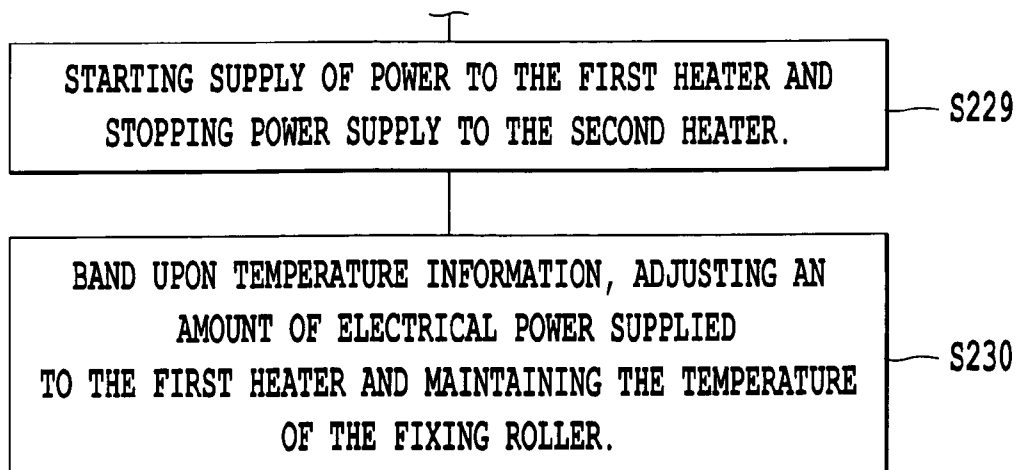 STARTING SUPPLY OF POWER TO THE FIRST HEATER AND
STOPPING POWER SUPPLY TO THE SECOND HEATER.
S229
BAND UPON TEMPERATURE INFORMATION, ADJUSTING AN
AMOUNT OF ELECTRICAL POWER SUPPLIED
TO THE FIRST HEATER AND MAINTAINING THE TEMPERATURE
OF THE FIXING ROLLER.
S230